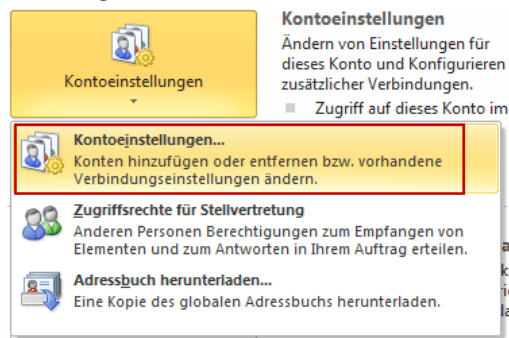 Kontoeinstellungen
Kontoeinstellungen
Ändern von Einstellungen für
dieses Konto und Konfigurieren
zusätzlicher Verbindungen.
Zugriff auf dieses Konto im
Kontoeinstellungen...
Konten hinzufügen oder entfernen bzw. vorhandene
Verbindungseinstellungen ändern.
Zugriffsrechte für Stellvertretung
Anderen Personen Berechtigungen zum Empfangen von
Elementen und zum Antworten in Ihrem Auftrag erteilen.
Adressbuch herunterladen...
Eine Kopie des globalen Adressbuchs herunterladen.